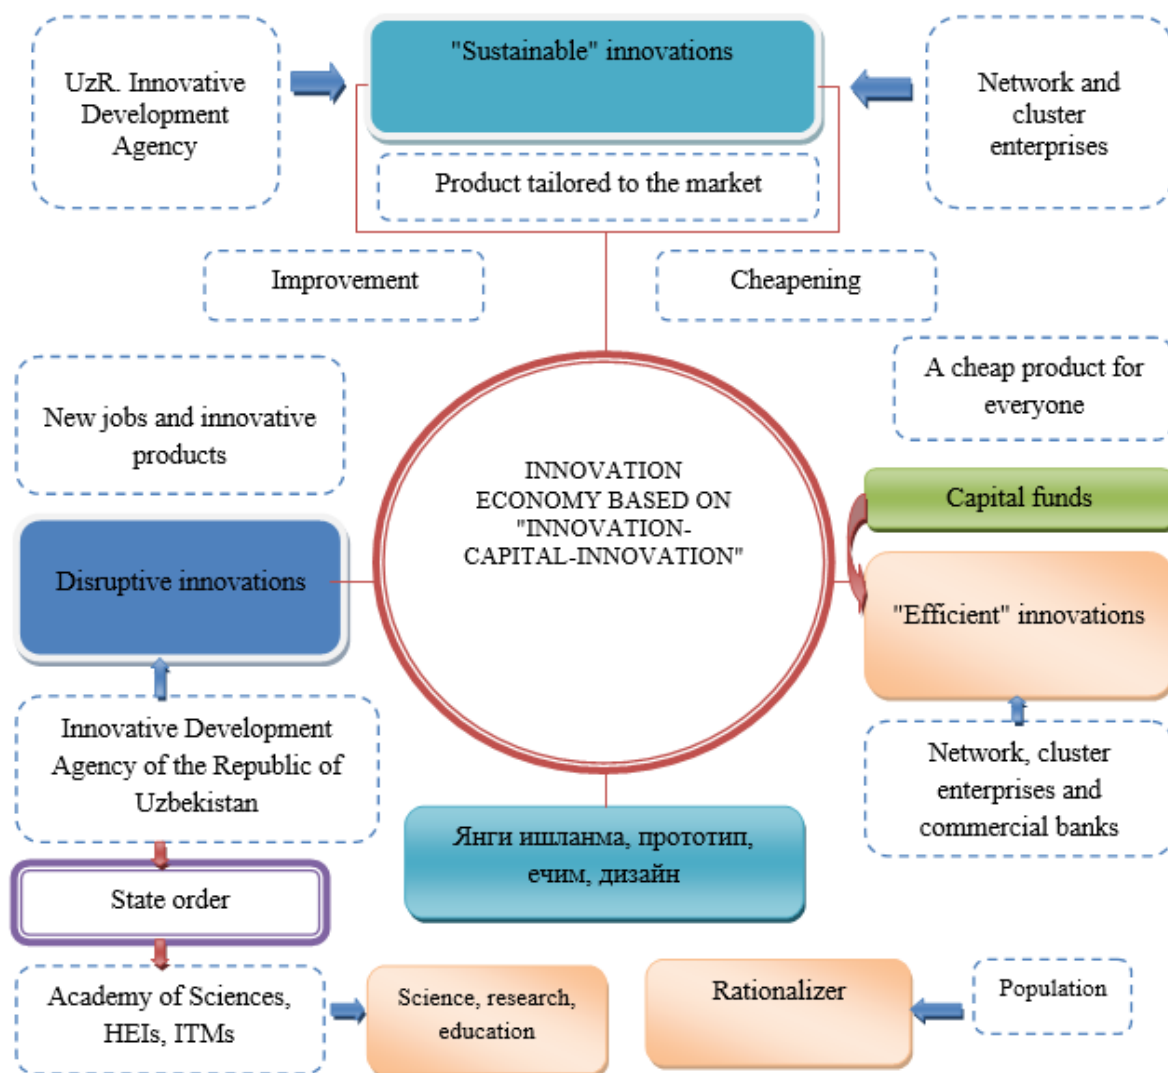 "Sustainable" innovations
UzR. Innovative
Development
Agency
Network and
cluster
enterprises
Product tailored to the market
Improvement
Cheapening
A cheap product for
everyone
New jobs and innovative
products
INNOVATION
ECONOMY BASED ON
"INNOVATION-
CAPITAL-INNOVATION"
Capital funds
Disruptive innovations
"Efficient" innovations
Innovative Development
Agency of the Republic of
Uzbekistan
Network, cluster
enterprises and
commercial banks
Янги ишланма, прототип,
ечим, дизайн
State order
Academy of Sciences,
HEIs, ITMs
Science, research,
education
Rationalizer
Population